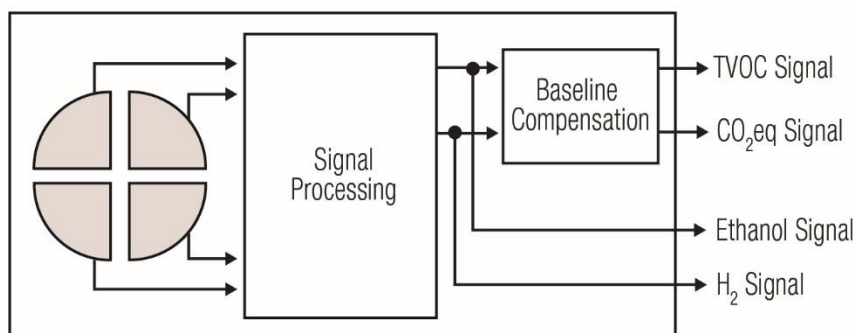 Signal
Processing
Baseline
Compensation
TVOC Signal
CO₂eq Signal
Ethanol Signal
H₂ Signal